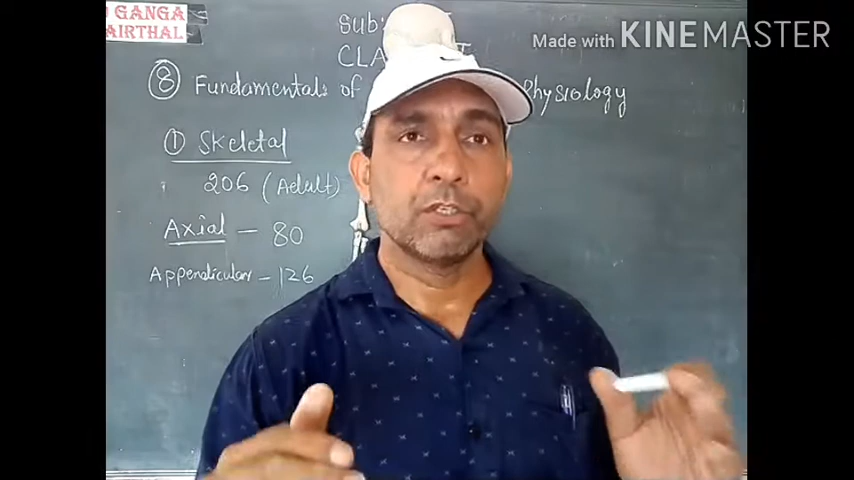 GANGA
AIRTHAL
Made with KINEMASTER
Sub:
CLA
8 Fundamentals of Physiology
1 Skeletal
206 (Adult)
Axial - 80
Appendicular - 126